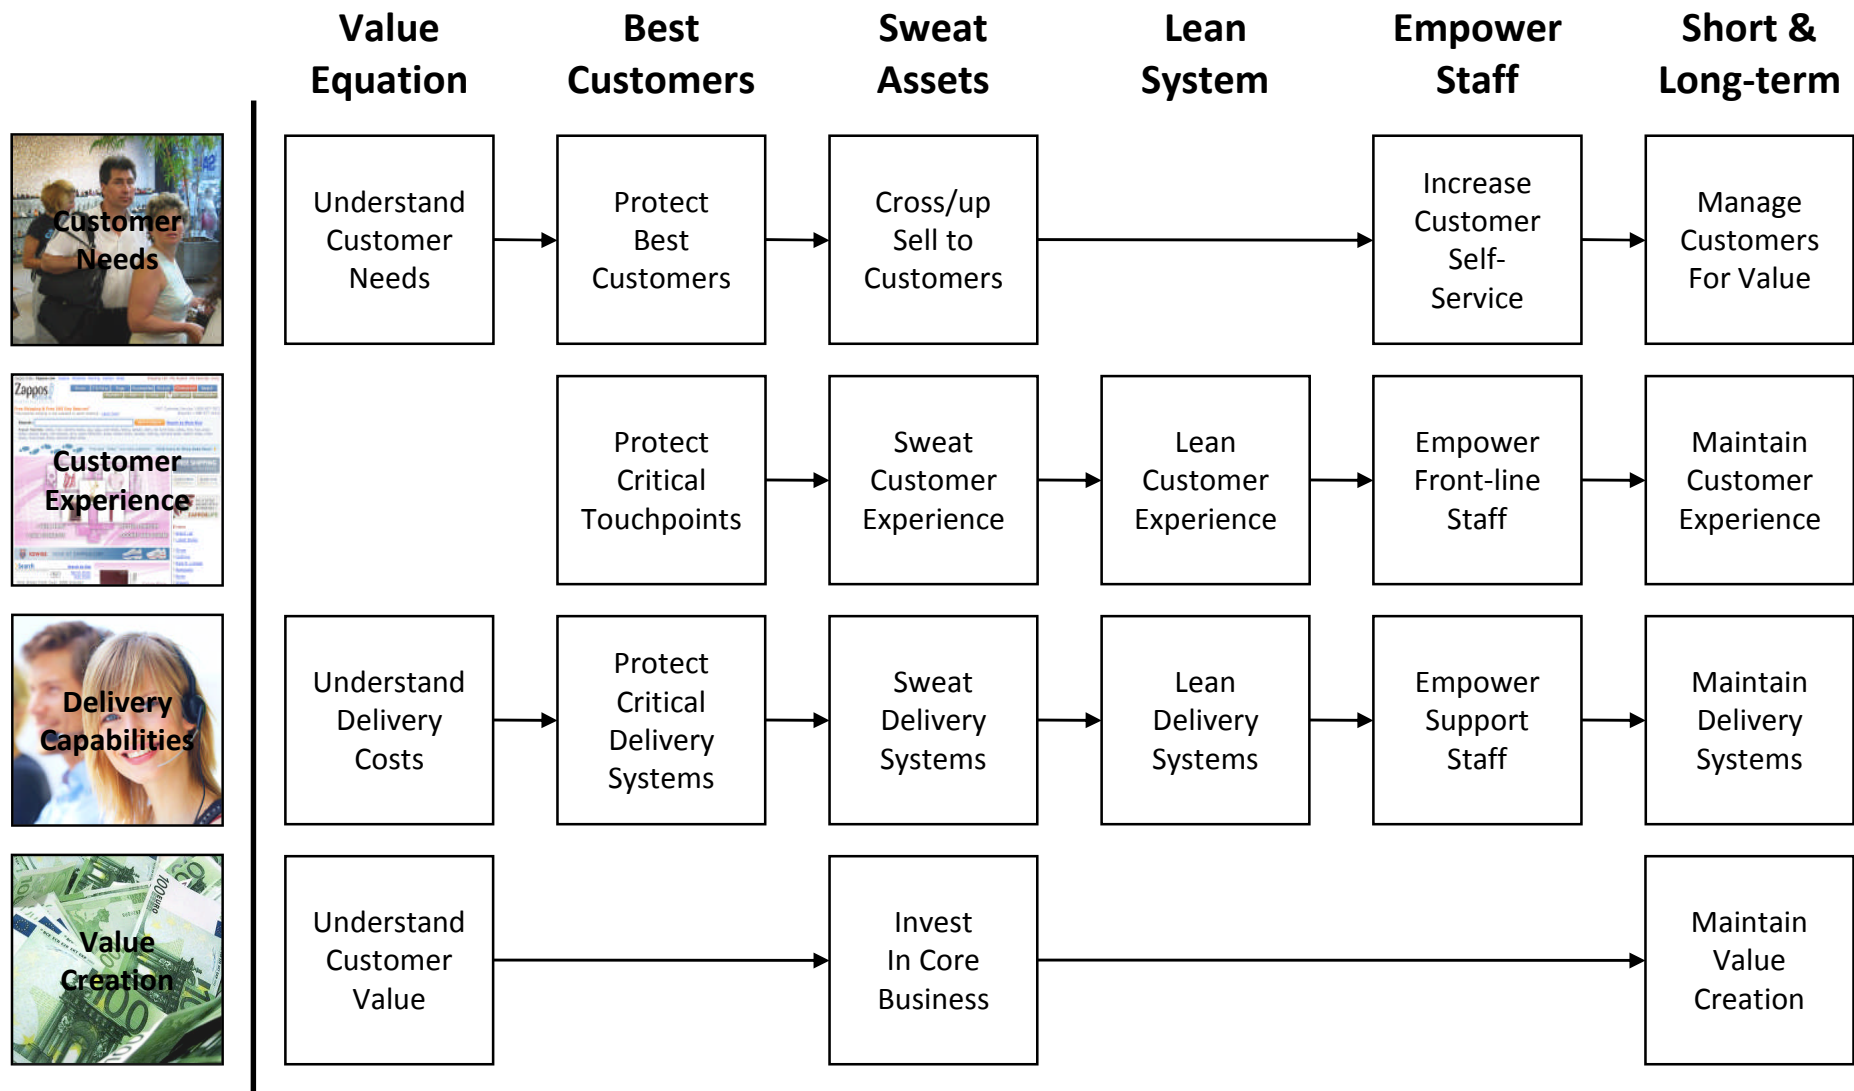 Value
Equation
Best
Customers
Sweat
Assets
Lean
System
Empower
Staff
Short &
Long-term
Customer
Needs
Understand
Customer
Needs
Protect
Best
Customers
Cross/up
Sell to
Customers
Increase
Customer
Self-
Service
Manage
Customers
For Value
Zappos
Customer
Experience
Protect
Critical
Touchpoints
Sweat
Customer
Experience
Lean
Customer
Experience
Empower
Front-line
Staff
Maintain
Customer
Experience
Delivery
Capabilities
Understand
Delivery
Costs
Protect
Critical
Delivery
Systems
Sweat
Delivery
Systems
Lean
Delivery
Systems
Empower
Support
Staff
Maintain
Delivery
Systems
100
100 EURO
Value
Creation
Understand
Customer
Value
Invest
In Core
Business
Maintain
Value
Creation